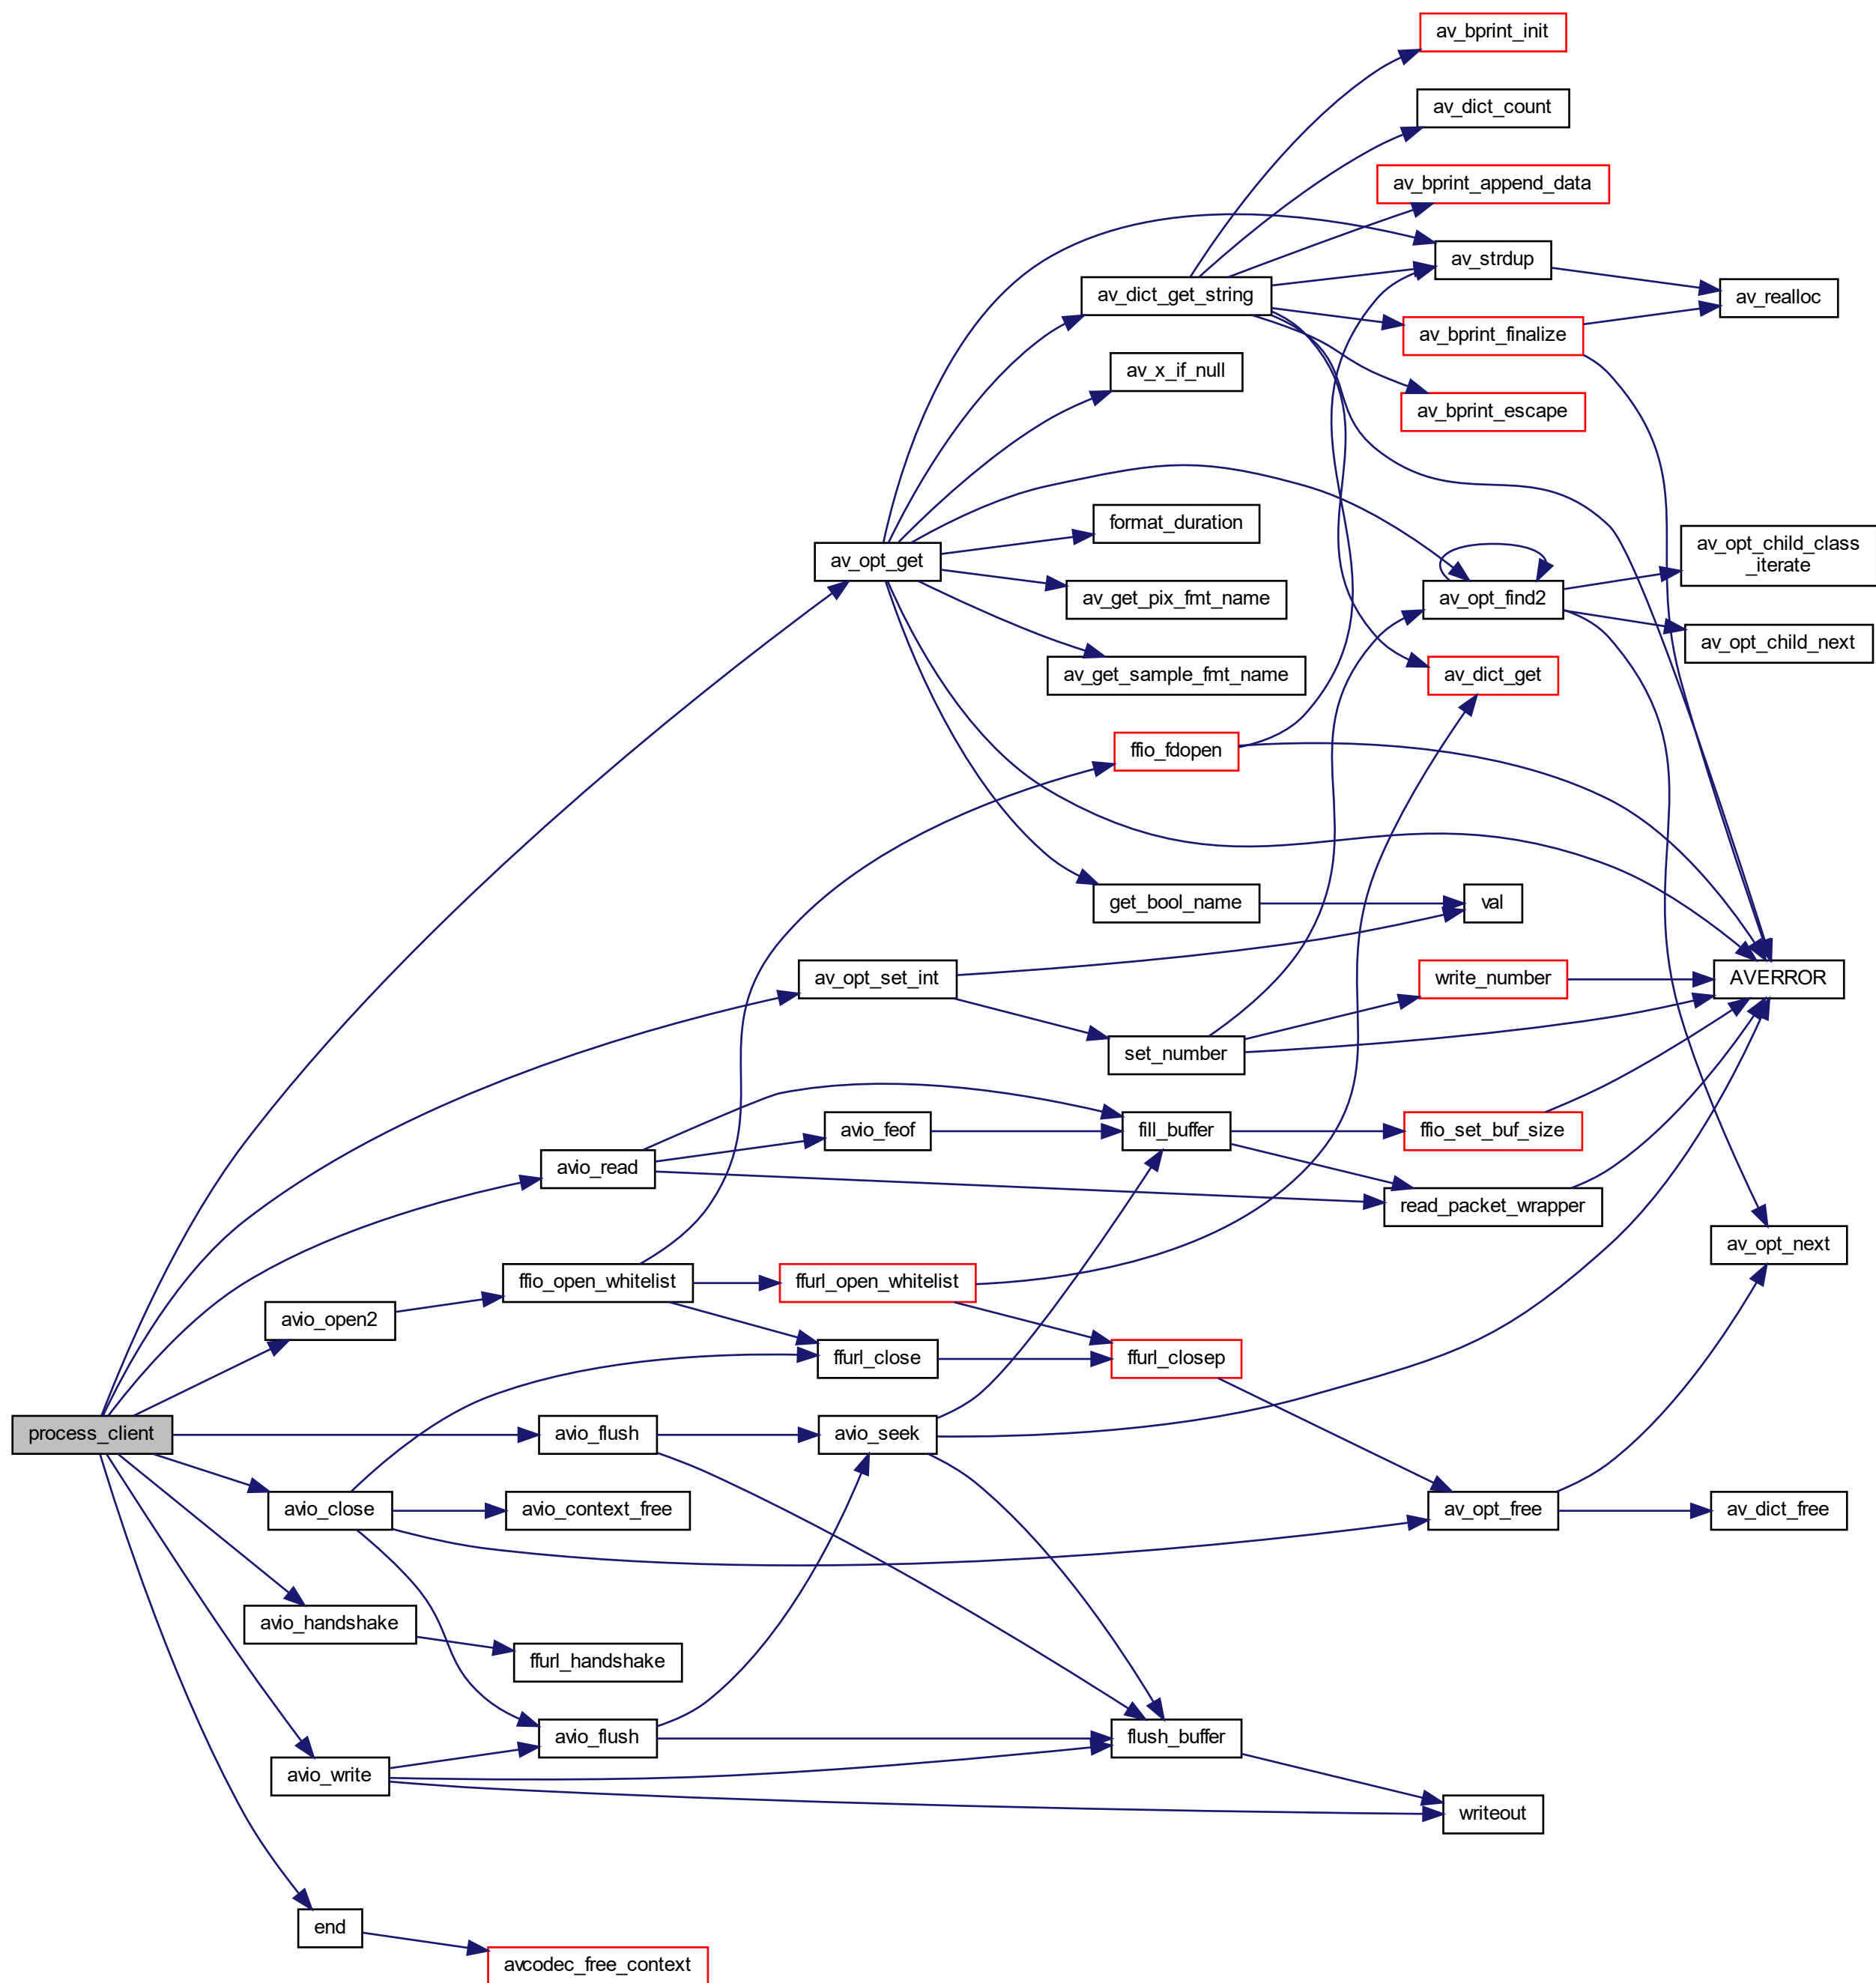 av_bprint_init
av_dict_count
av_bprint_append_data
av_strdup
av_dict_get_string
av_realloc
av_bprint_finalize
av_x_if_null
av_bprint_escape
format_duration
av_opt_child_class
_iterate
av_opt_get
av_get_pix_fmt_name
av_opt_find2
av_opt_child_next
av_get_sample_fmt_name
av_dict_get
ffio_fdopen
get_bool_name
val
av_opt_set_int
write_number
AVERROR
set_number
avio_feof
fill_buffer
ffio_set_buf_size
avio_read
read_packet_wrapper
av_opt_next
ffio_open_whitelist
ffurl_open_whitelist
avio_open2
ffurl_close
ffurl_closep
process_client
avio_flush
avio_seek
avio_close
avio_context_free
av_opt_free
av_dict_free
avio_handshake
ffurl_handshake
avio_flush
flush_buffer
avio_write
writeout
end
avcodec_free_context